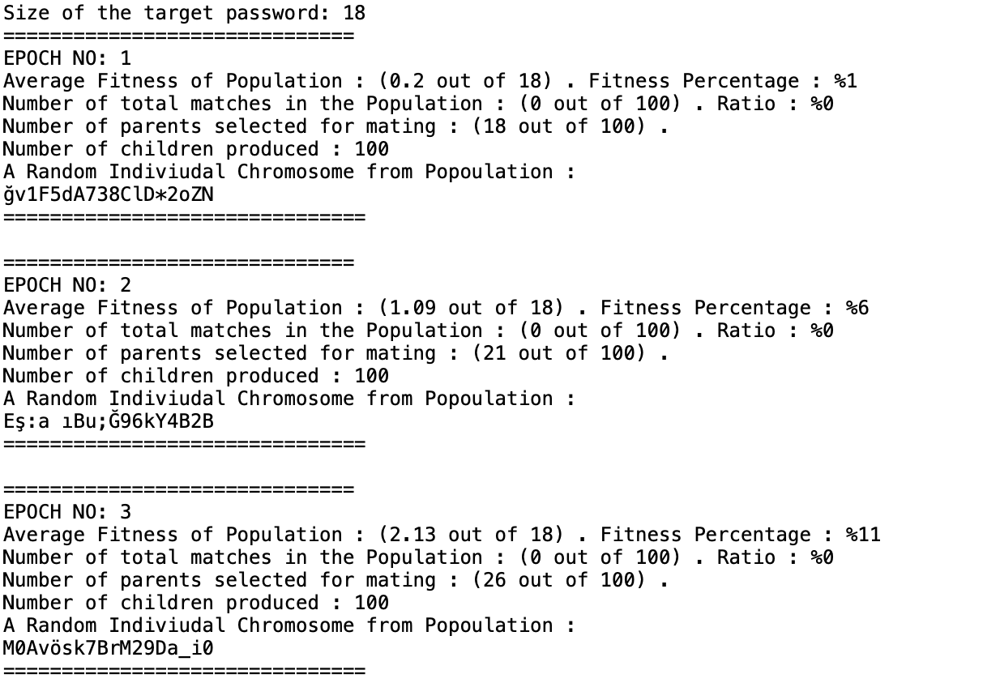 Size of the target password: 18
==============================
EPOCH NO: 1
Average Fitness of Population : (0.2 out of 18) . Fitness Percentage : %1
Number of total matches in the Population : (0 out of 100) . Ratio : %0
Number of parents selected for mating : (18 out of 100) .
Number of children produced : 100
A Random Indiviudal Chromosome from Popoulation :
ğv1F5dA738ClD*2oZN
===============================
==============================
EPOCH NO: 2
Average Fitness of Population : (1.09 out of 18) . Fitness Percentage : %6
Number of total matches in the Population : (0 out of 100) . Ratio : %0
Number of parents selected for mating : (21 out of 100) .
Number of children produced : 100
A Random Indiviudal Chromosome from Popoulation :
Eş:a ıBu;Ğ96kY4B2B
===============================
==============================
EPOCH NO: 3
Average Fitness of Population : (2.13 out of 18) . Fitness Percentage : %11
Number of total matches in the Population : (0 out of 100) . Ratio : %0
Number of parents selected for mating : (26 out of 100) .
Number of children produced : 100
A Random Indiviudal Chromosome from Popoulation :
M0Avösk7BrM29Da_i0
===============================